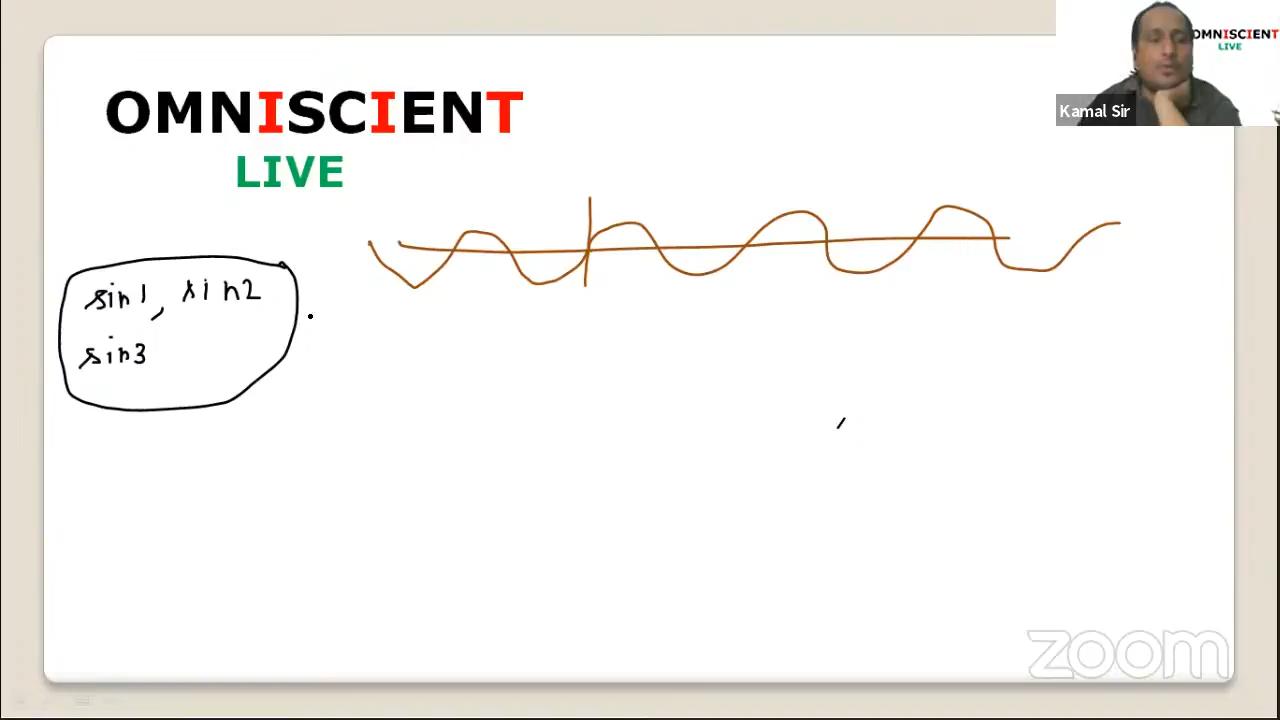 OMNISCIENT
LIVE
OMNISCIENT
LIVE
Kamal Sir
sin1, sin2
sin3
zoom